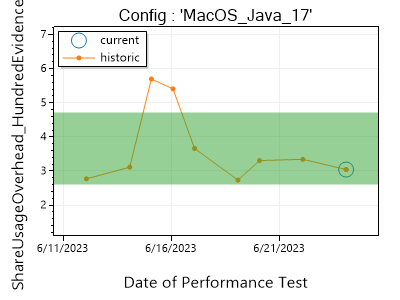 Config : 'MacOS_Java_17'
current
historic
7
6
5
4
3
2
ShareUsageOverhead_HundredEvidence
6/11/2023
6/16/2023
6/21/2023
Date of Performance Test